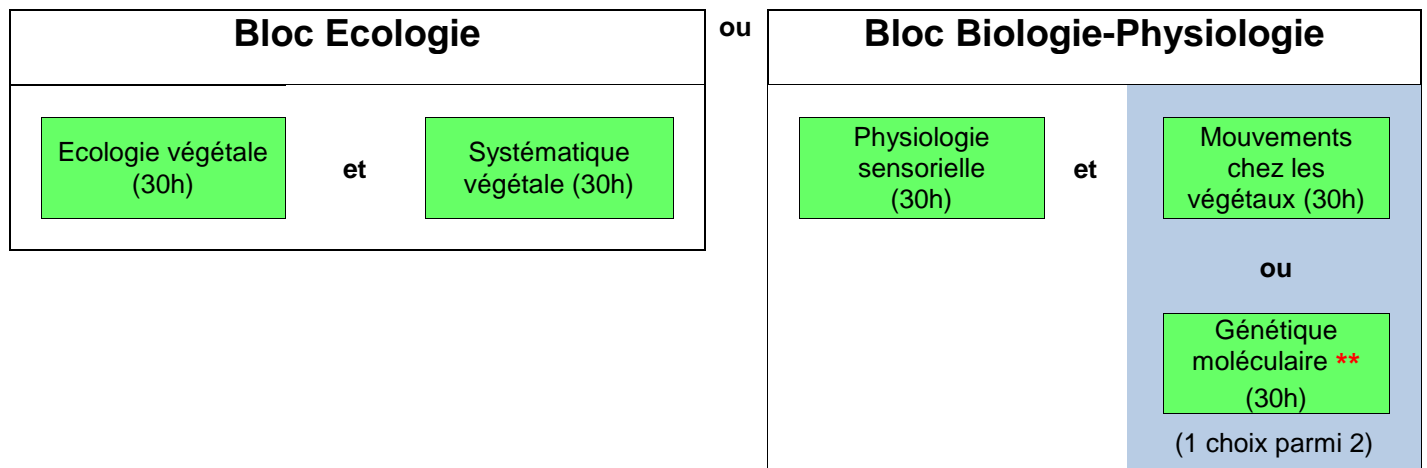 Bloc Ecologie
Ecologie végétale
(30h)
et
Systématique
végétale (30h)
ou
Bloc Biologie-Physiologie
Physiologie
sensorielle
(30h)
et
Mouvements
chez les
végétaux (30h)
ou
Génétique
moléculaire **
(30h)
(1 choix parmi 2)